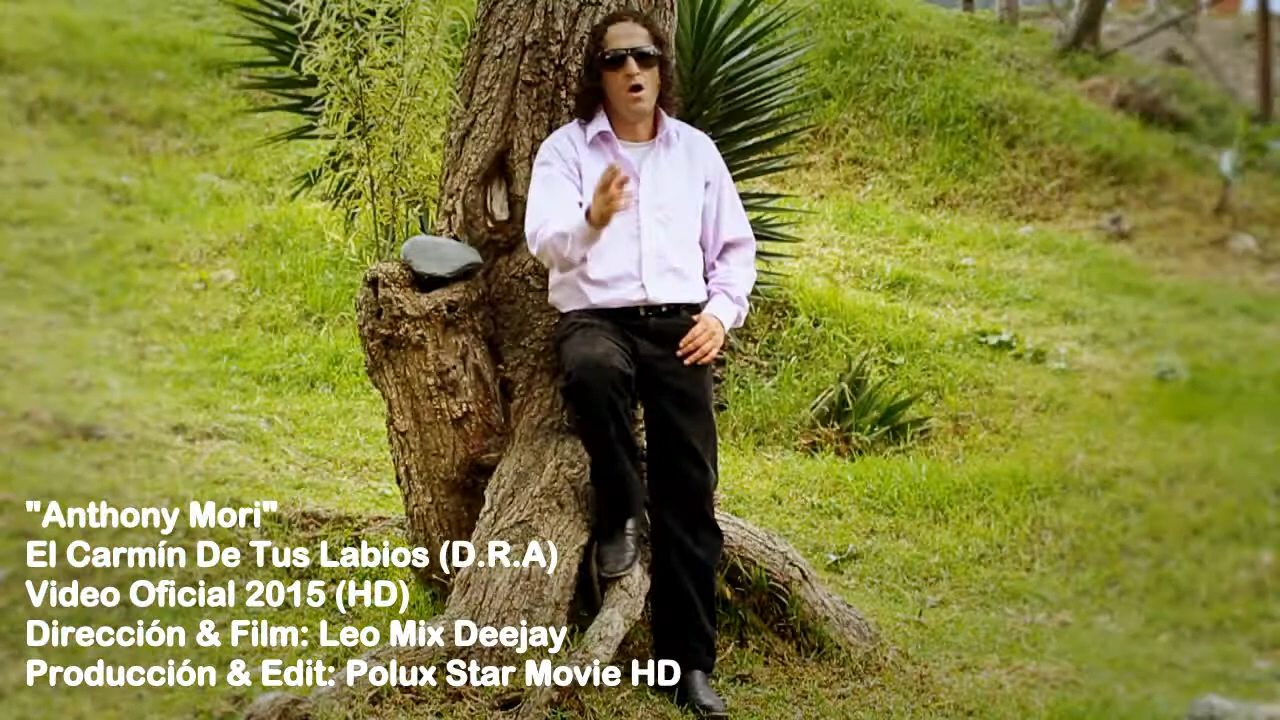 "Anthony Mori"
El Carmín De Tus Labios (D.R.A)
Video Oficial 2015 (HD)
Dirección & Film: Leo Mix Deejay
Producción & Edit: Polux Star Movie HD